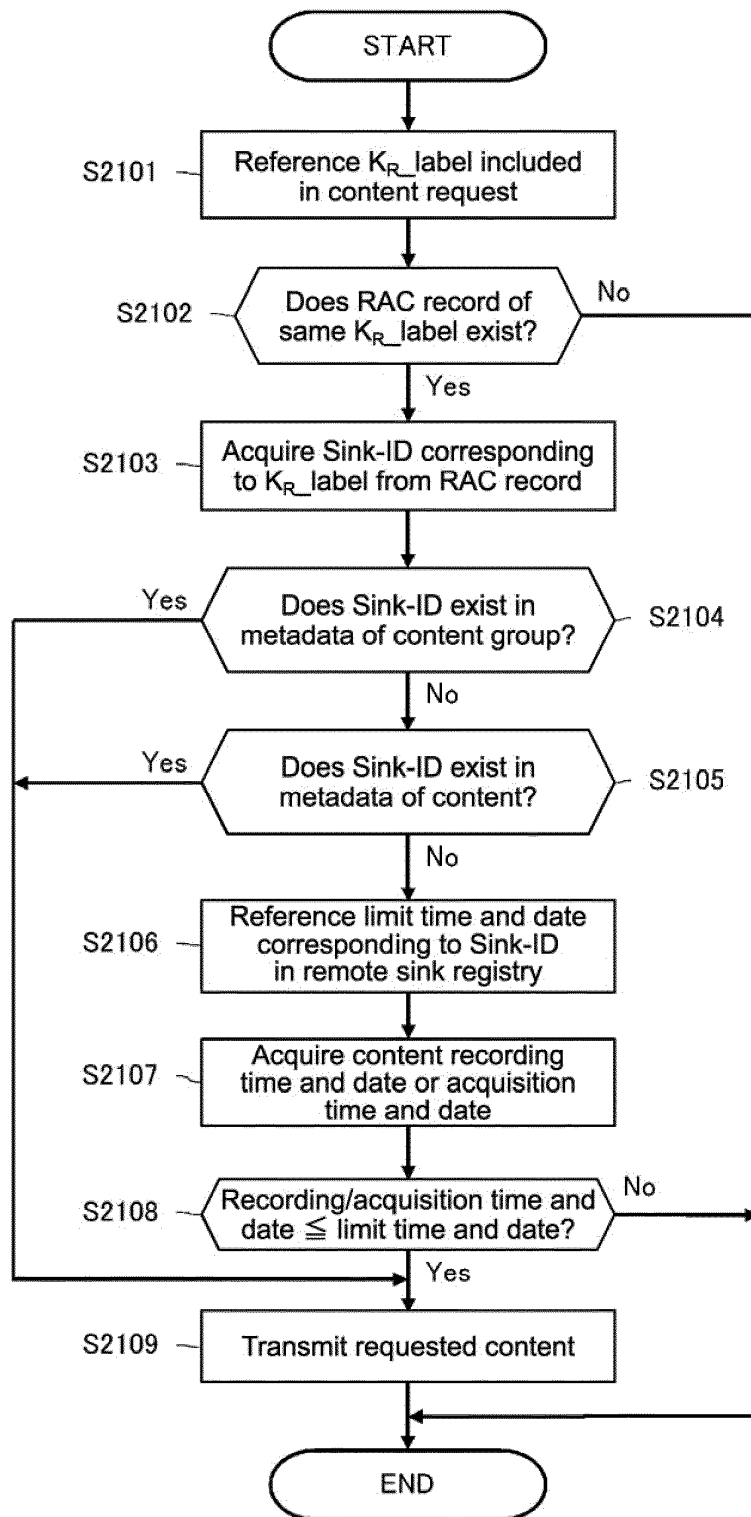 START
S2101
Reference KR_label included
in content request
S2102
Does RAC record of
same KR_label exist?
No
Yes
S2103
Acquire Sink-ID corresponding
to KR_label from RAC record
Yes
Does Sink-ID exist in
metadata of content group?
S2104
No
Yes
Does Sink-ID exist in
metadata of content?
S2105
No
S2106
Reference limit time and date
corresponding to Sink-ID
in remote sink registry
S2107
Acquire content recording
time and date or acquisition
time and date
S2108
Recording/acquisition time and
date ≦ limit time and date?
No
Yes
S2109
Transmit requested content
END